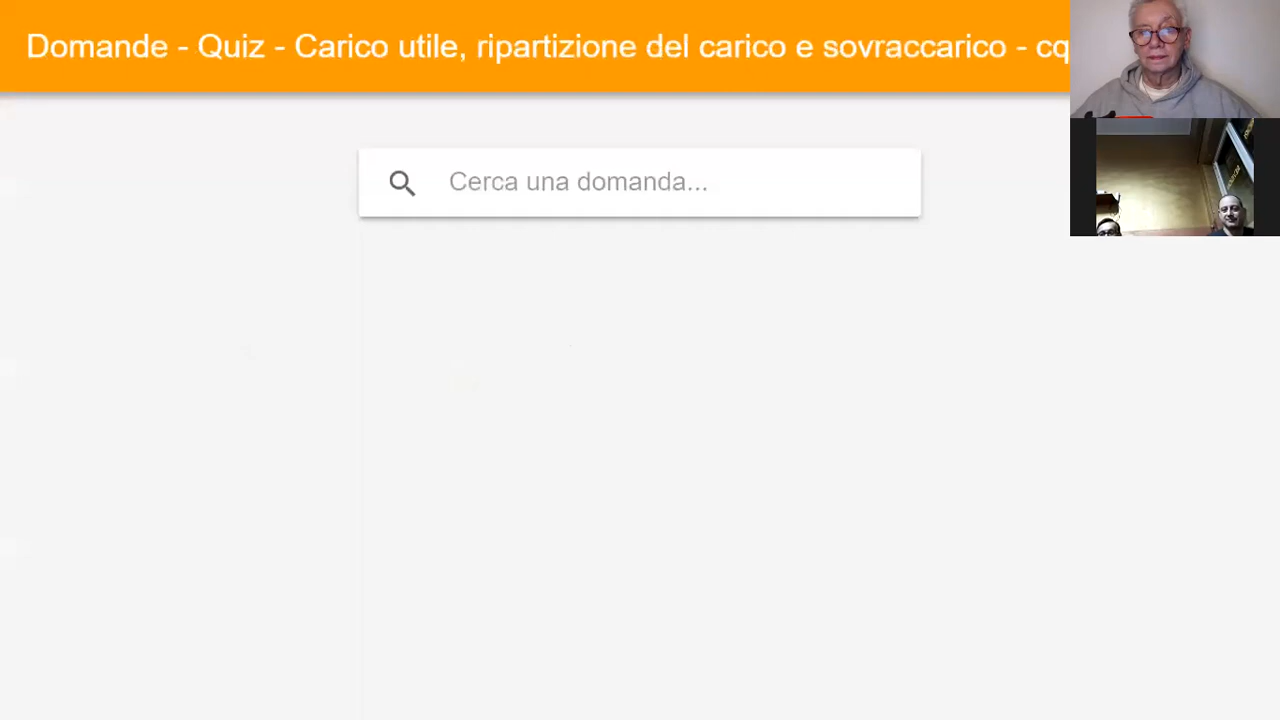 Domande - Quiz - Carico utile, ripartizione del carico e sovraccarico - cq
Cerca una domanda...